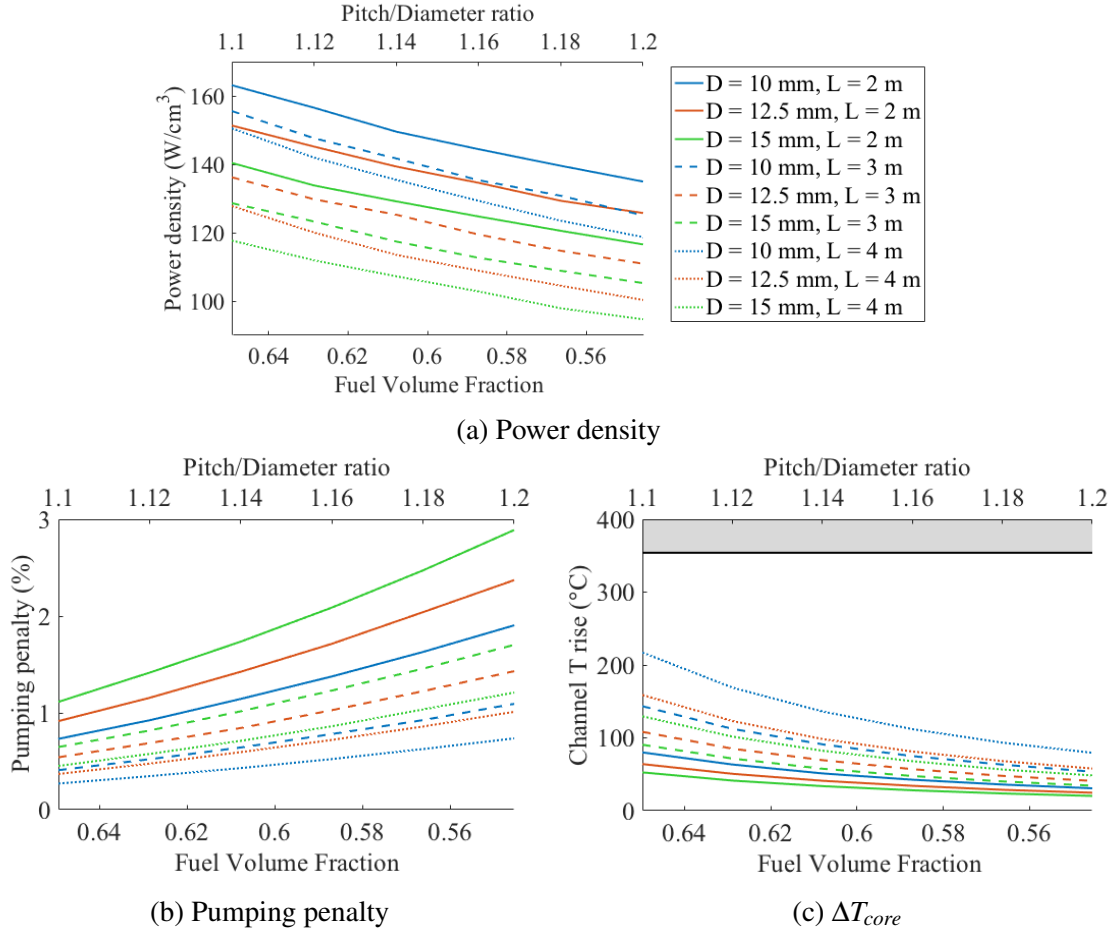 Pitch/Diameter ratio
1.1 1.12 1.14 1.16 1.18 1.2
Power density (W/cm³)
160
140
120
100
0.64 0.62 0.6 0.58 0.56
Fuel Volume Fraction
D = 10 mm, L = 2 m
D = 12.5 mm, L = 2 m
D = 15 mm, L = 2 m
D = 10 mm, L = 3 m
D = 12.5 mm, L = 3 m
D = 15 mm, L = 3 m
D = 10 mm, L = 4 m
D = 12.5 mm, L = 4 m
D = 15 mm, L = 4 m
(a) Power density
Pitch/Diameter ratio
1.1 1.12 1.14 1.16 1.18 1.2
Pumping penalty (%)
3
2
1
0
0.64 0.62 0.6 0.58 0.56
Fuel Volume Fraction
(b) Pumping penalty
Pitch/Diameter ratio
1.1 1.12 1.14 1.16 1.18 1.2
Channel T rise (°C)
400
300
200
100
0
0.64 0.62 0.6 0.58 0.56
Fuel Volume Fraction
(c) ΔT_core